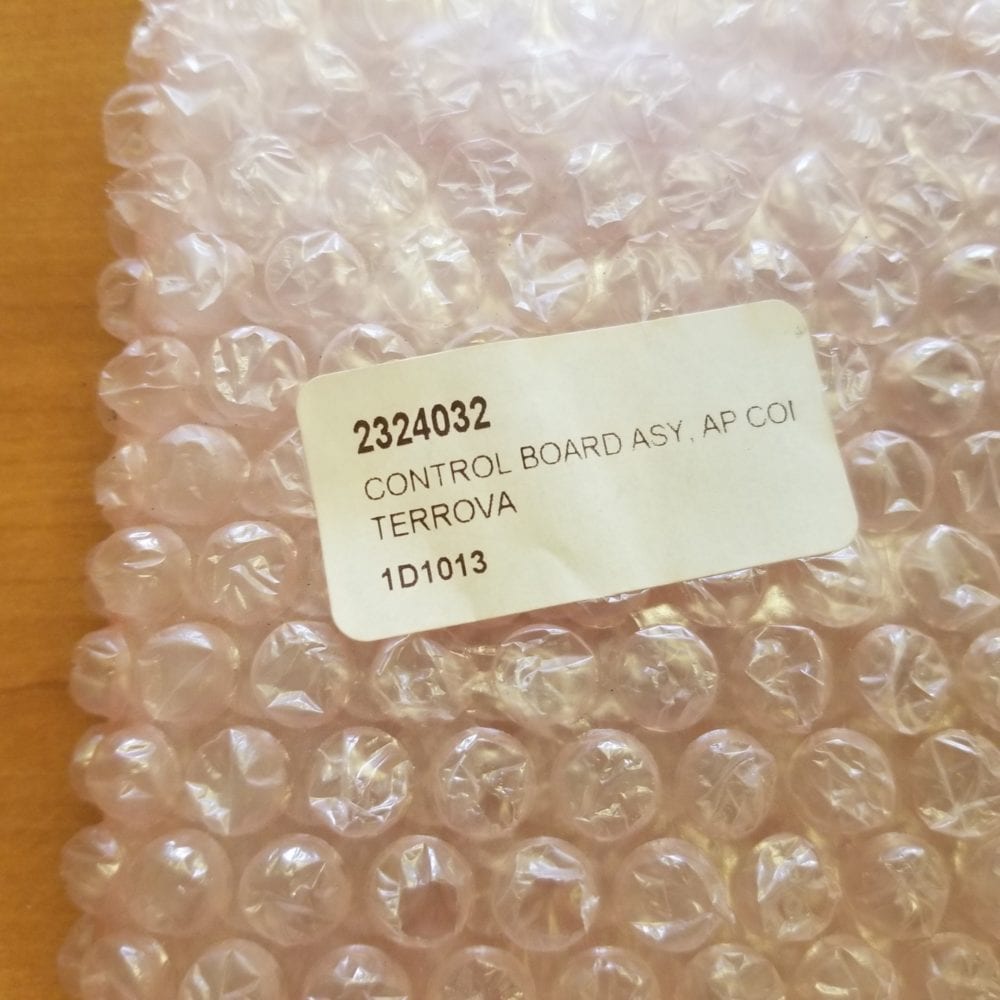 2324032
CONTROL BOARD ASY, AP COI
TERROVA
1D1013